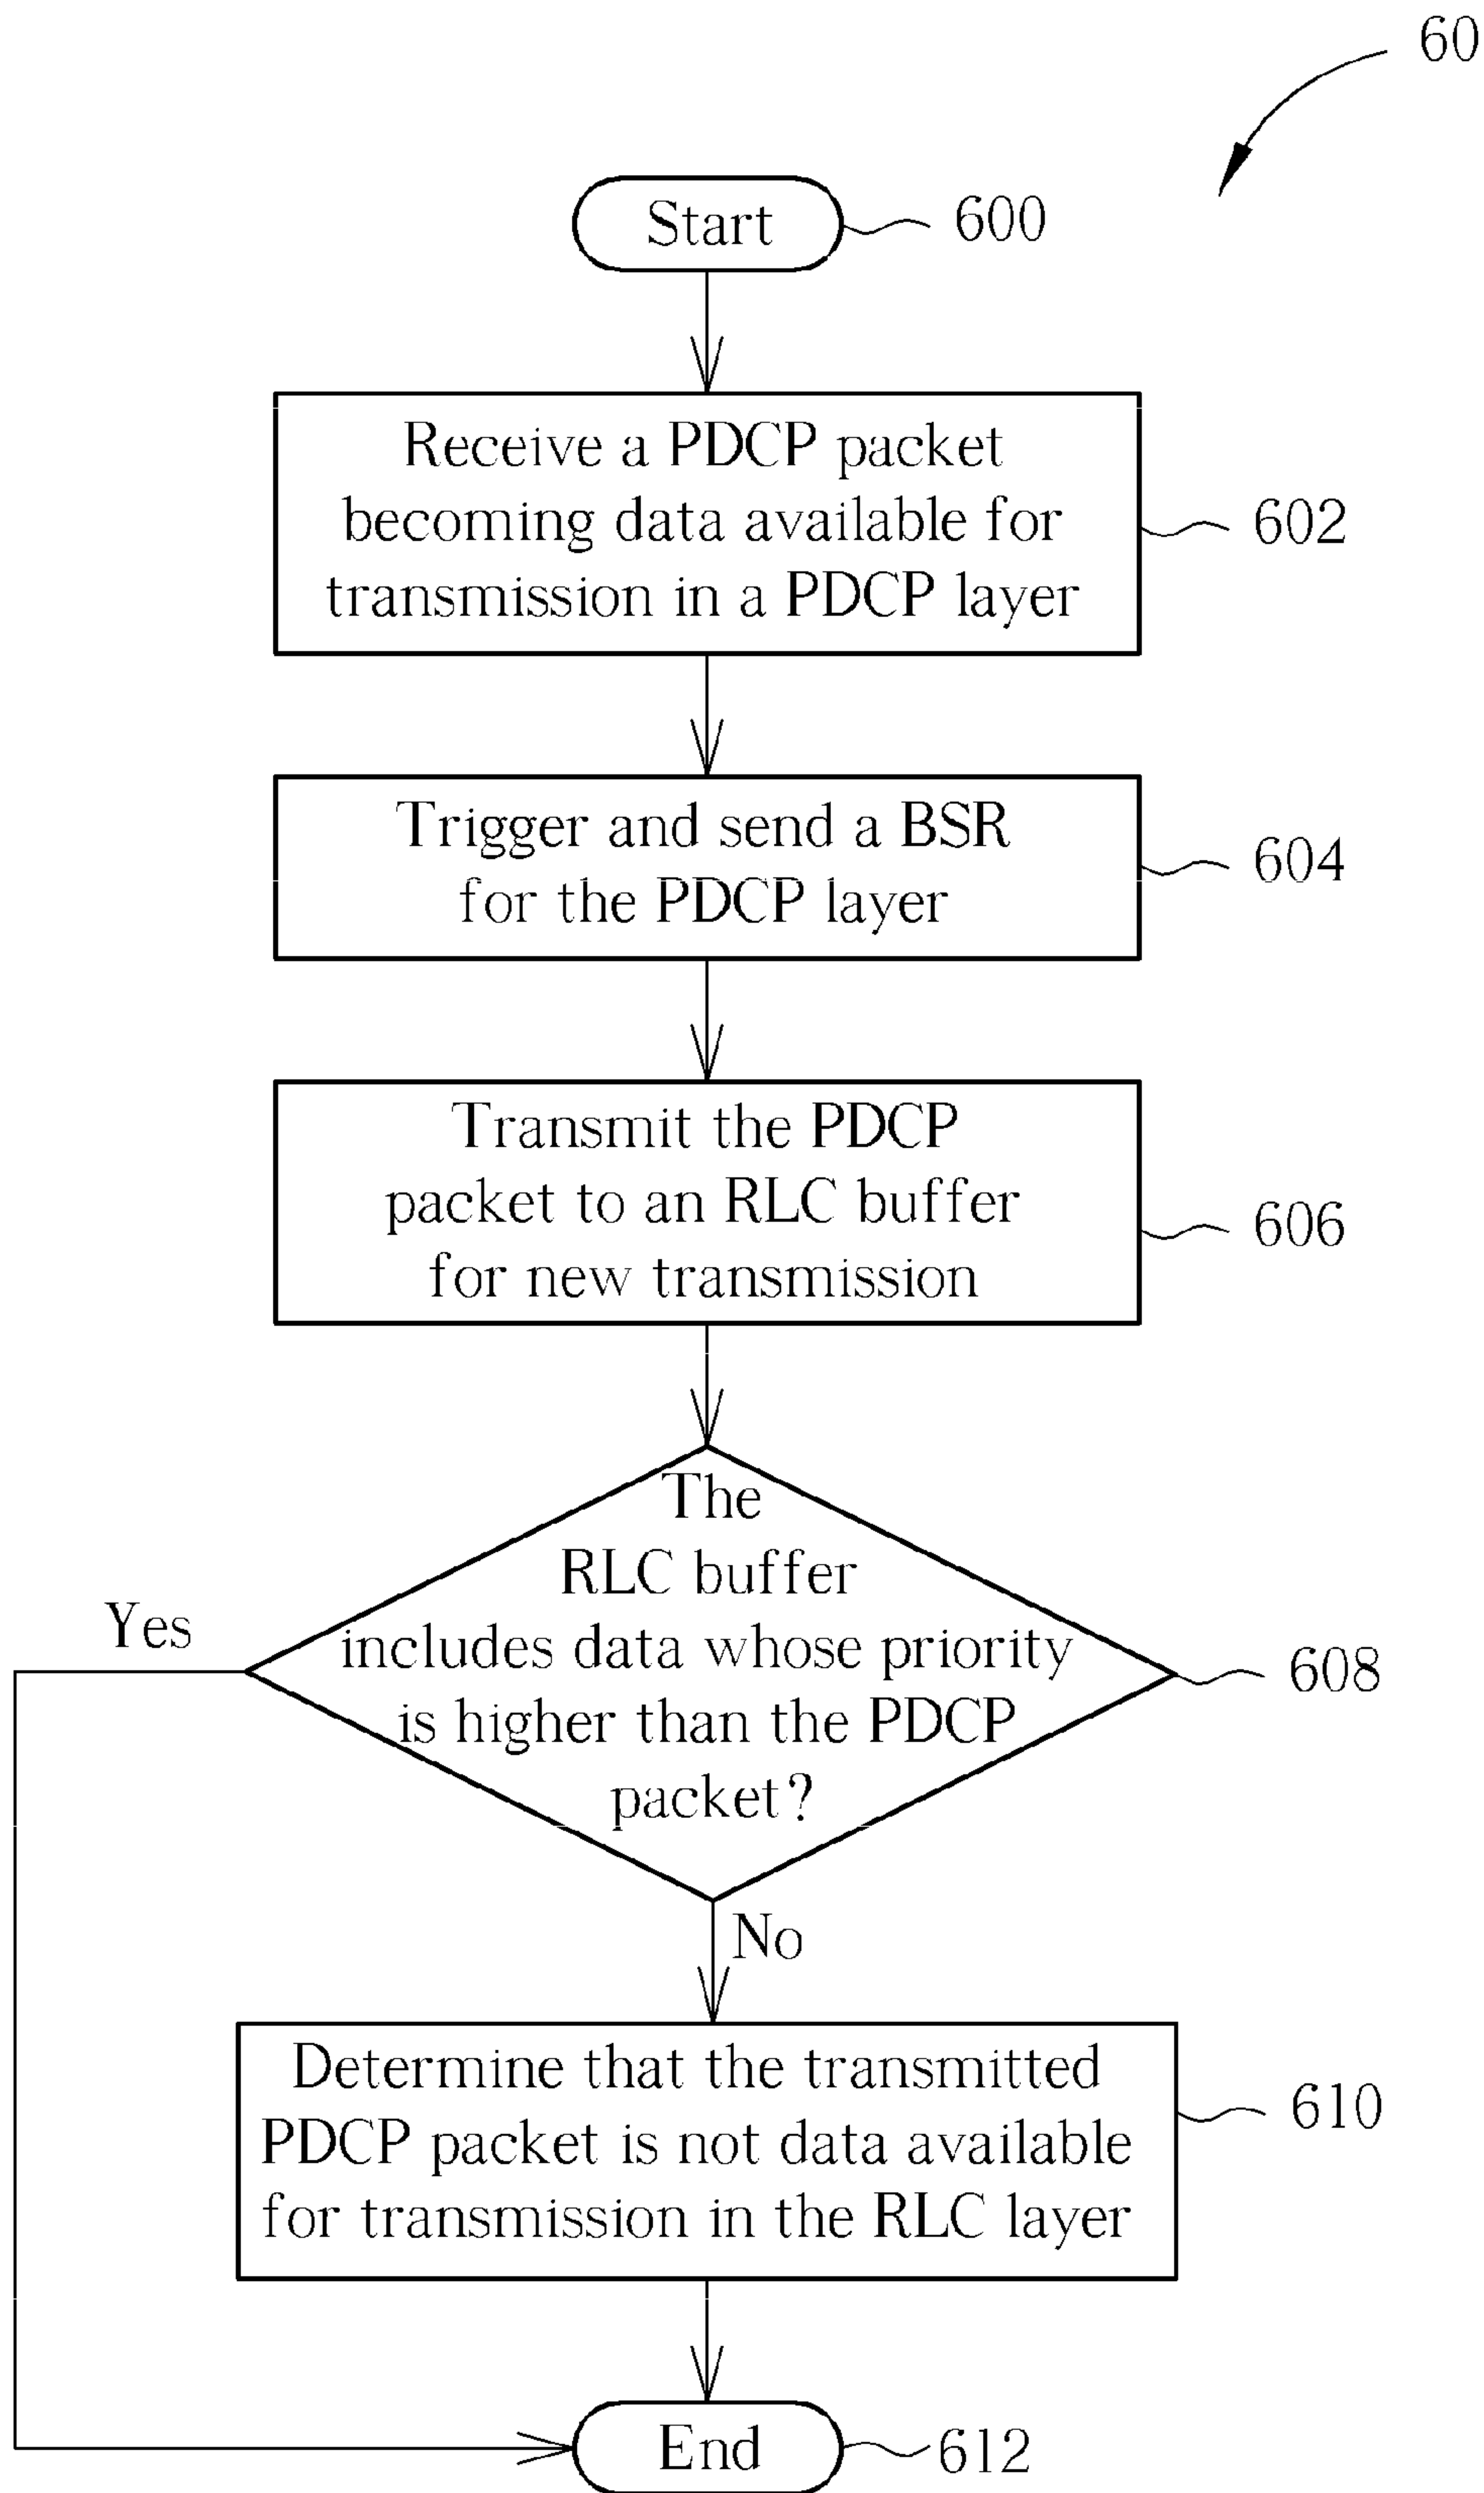 60
Start
600
Receive a PDCP packet
becoming data available for
transmission in a PDCP layer
602
Trigger and send a BSR
for the PDCP layer
604
Transmit the PDCP
packet to an RLC buffer
for new transmission
606
The
RLC buffer
includes data whose priority
is higher than the PDCP
packet?
608
Yes
No
Determine that the transmitted
PDCP packet is not data available
for transmission in the RLC layer
610
End
612